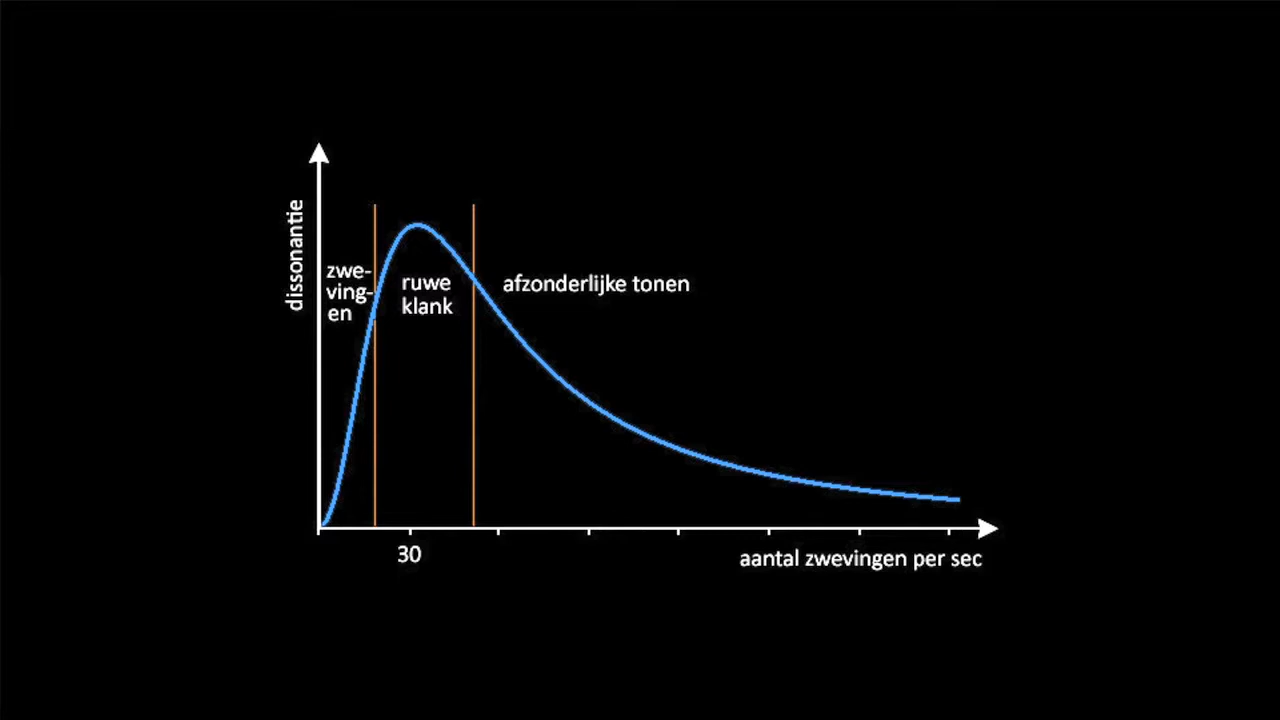 dissonantie
zwe-
ving-
en
ruwe
klank
afzonderlijke tonen
30
aantal zwevingen per sec